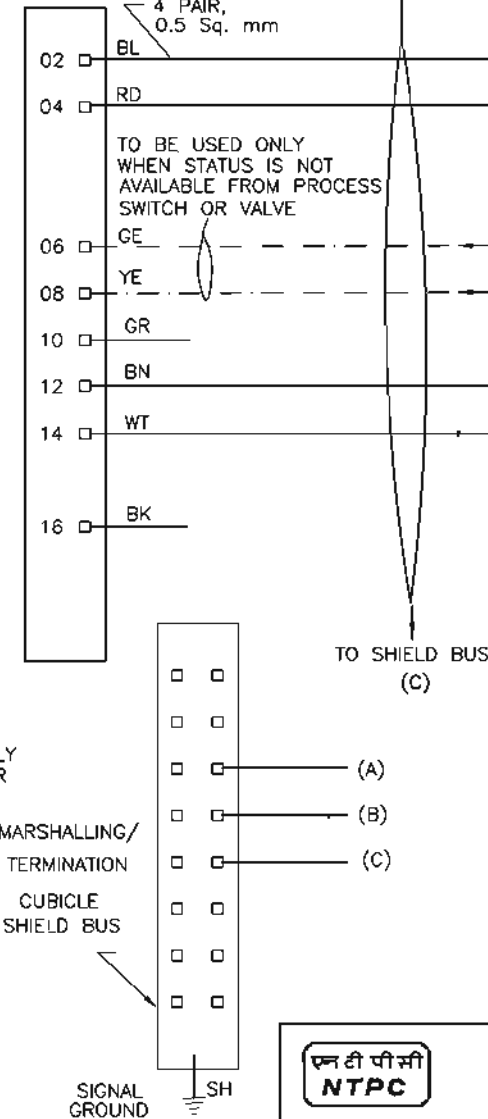 4 PAIR,
0.5 Sq. mm
02 BL
04 RD
TO BE USED ONLY
WHEN STATUS IS NOT
AVAILABLE FROM PROCESS
SWITCH OR VALVE
06 GE
08 YE
10 GR
12 BN
14 WT
16 BK
TO SHIELD BUS
(C)
LY
R
(A)
(B)
(C)
MARSHALLING/
TERMINATION
CUBICLE
SHIELD BUS
SIGNAL
GROUND
SH
एन टी पी सी
NTPC